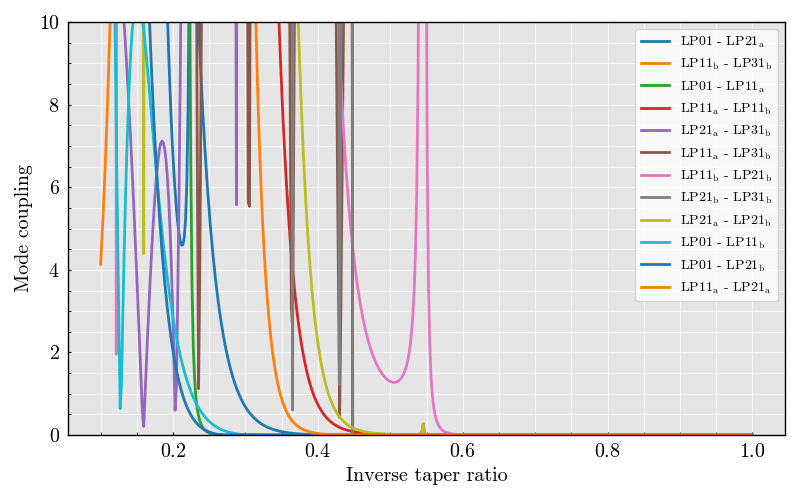 10
8
6
4
2
0
Mode coupling
0.2
0.4
0.6
0.8
1.0
Inverse taper ratio
LP01 - LP21a
LP11b - LP31b
LP01 - LP11a
LP11a - LP11b
LP21a - LP31b
LP11a - LP31b
LP11b - LP21b
LP21b - LP31b
LP21a - LP21b
LP01 - LP11b
LP01 - LP21b
LP11a - LP21a